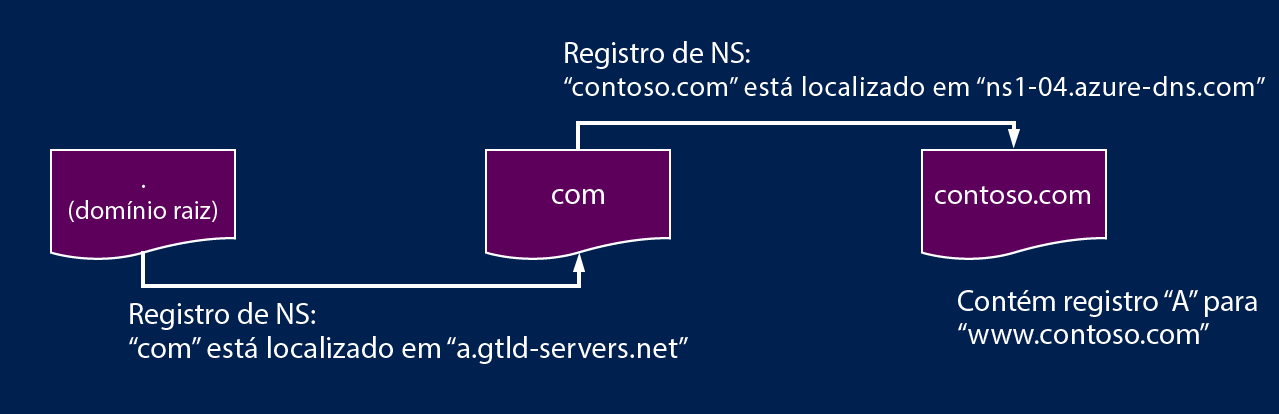 Registro de NS:
“contoso.com” está localizado em “ns1-04.azure-dns.com”
.
(domínio raiz)
com
contoso.com
Registro de NS:
“com” está localizado em “a.gtld-servers.net”
Contém registro “A” para
“www.contoso.com”